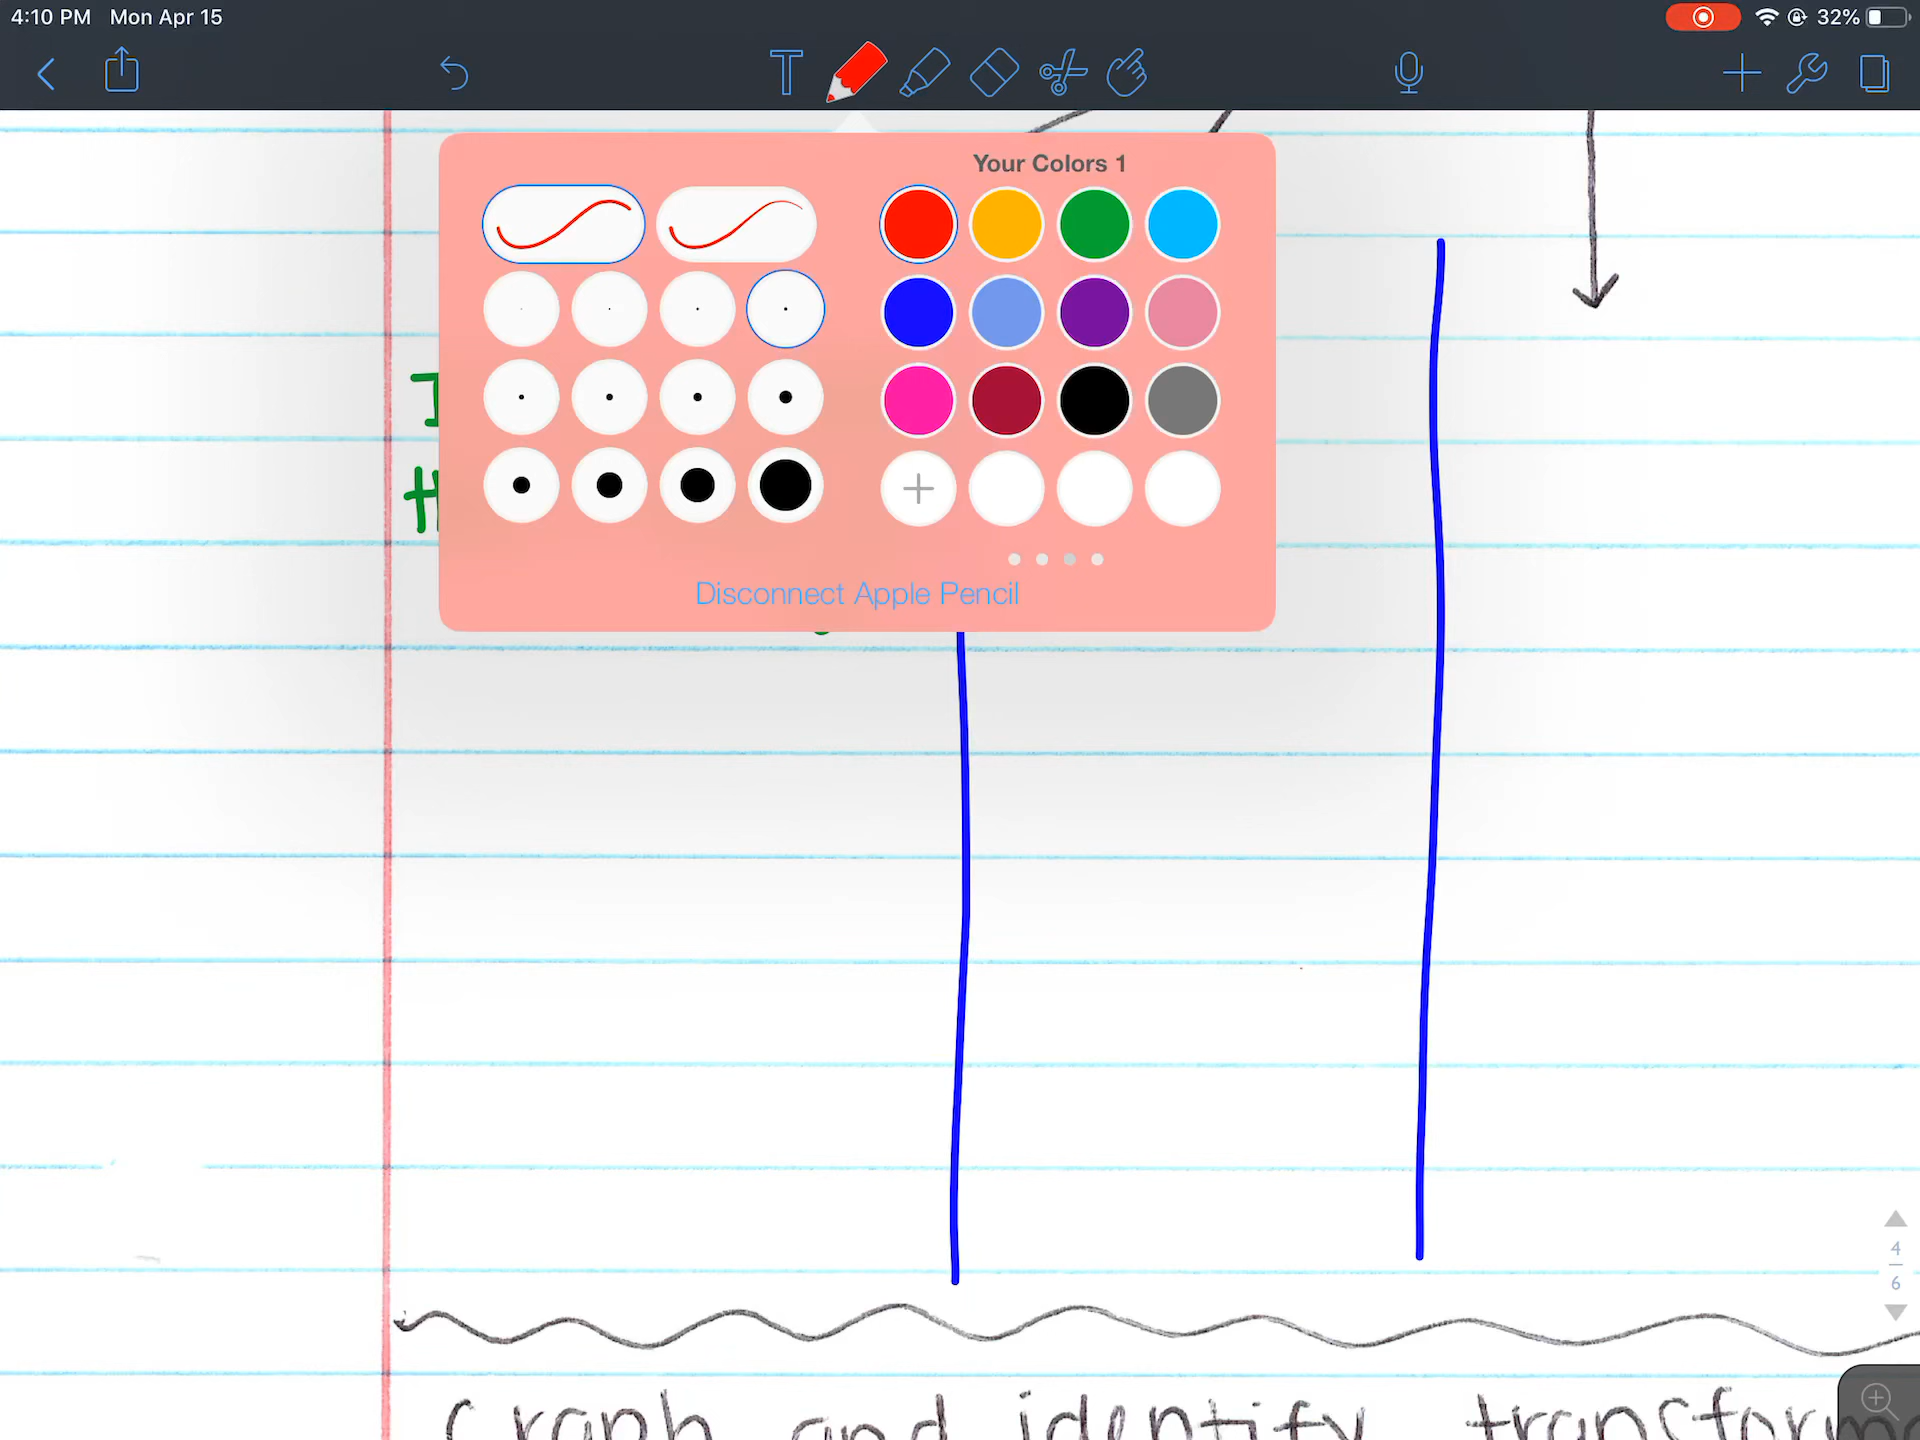 4:10 PM Mon Apr 15
32%
T
Your Colors 1
Disconnect Apple Pencil
4
6
Graph and identify transform